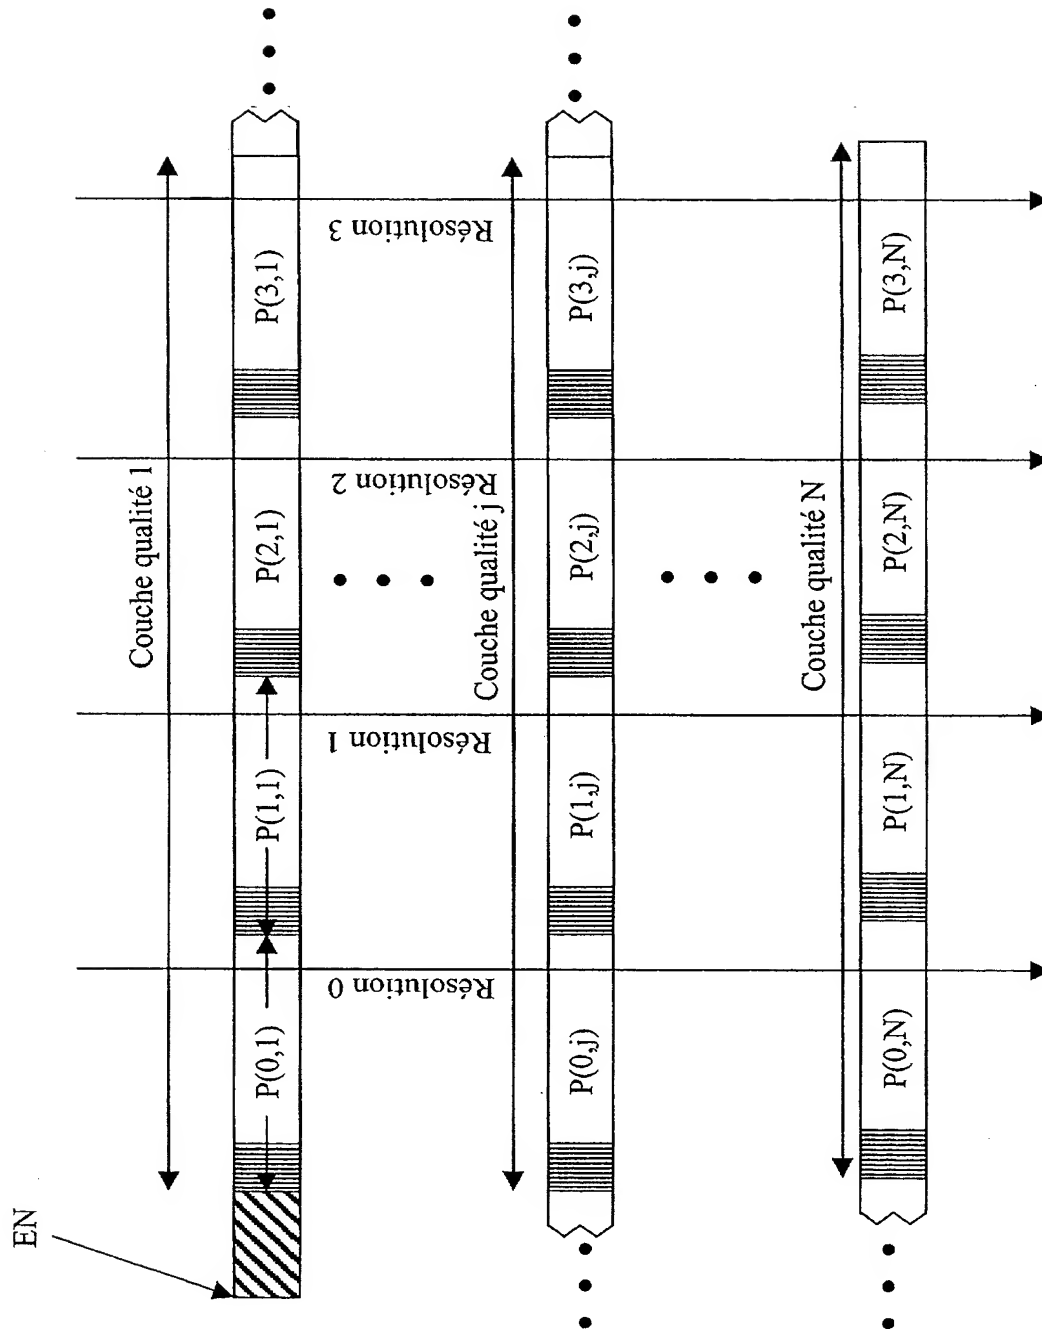 EN
Couche qualité 1
P(0,1)
P(1,1)
P(2,1)
P(3,1)
Résolution 0
Résolution 1
Résolution 2
Résolution 3
Couche qualité j
P(0,j)
P(1,j)
P(2,j)
P(3,j)
Couche qualité N
P(0,N)
P(1,N)
P(2,N)
P(3,N)